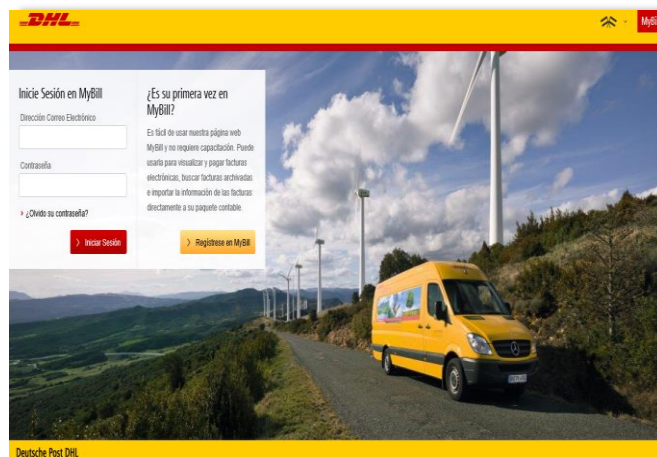 DHL
MyBill
Inicie Sesión en MyBill
Dirección Correo Electrónico
Contraseña
¿Olvido su contraseña?
Iniciar Sesión
¿Es su primera vez en
MyBill?
Es fácil de usar nuestra página web
MyBill y no requiere capacitación. Puede
usarla para visualizar y pagar facturas
electrónicas, buscar facturas archivadas
e importar la información de las facturas
directamente a su paquete contable.
Regístrese en MyBill
Deutsche Post DHL